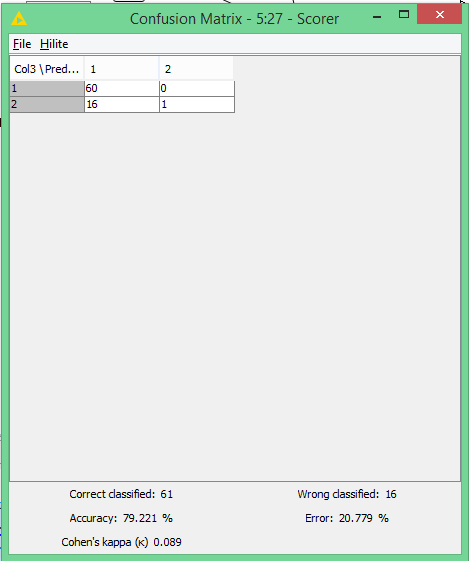 Confusion Matrix - 5:27 - Scorer
File Hilite
Col3 \ Pred... 1 2
1 60 0
2 16 1
Correct classified: 61 Wrong classified: 16
Accuracy: 79.221 % Error: 20.779 %
Cohen's kappa (κ) 0.089